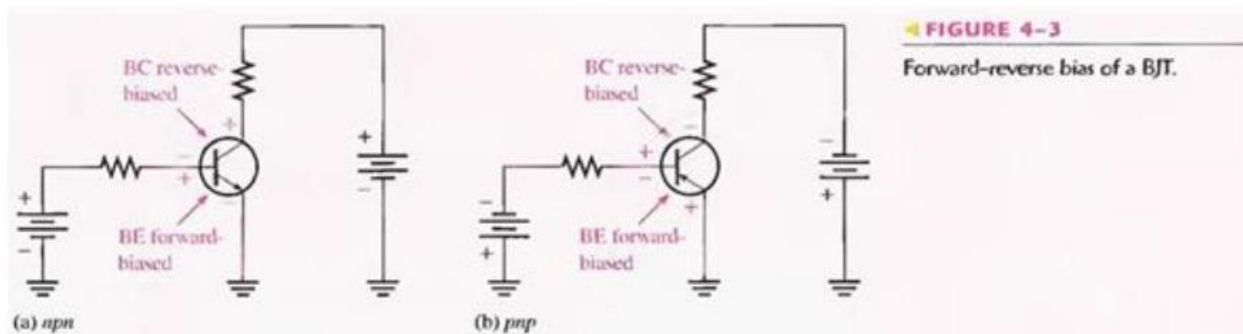 BC reverse-
biased
+
−
+
−
BE forward-
biased
+
−
+
−
(a) npn
BC reverse-
biased
−
+
−
+
BE forward-
biased
−
+
−
+
(b) pnp
FIGURE 4–3
Forward–reverse bias of a BJT.